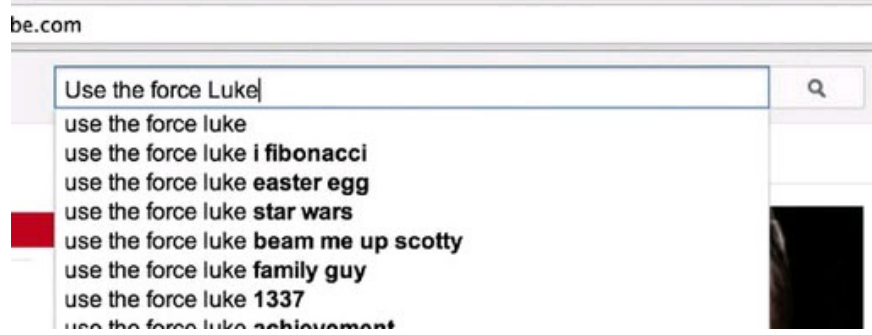 be.com
Use the force Luke
use the force luke
use the force luke i fibonacci
use the force luke easter egg
use the force luke star wars
use the force luke beam me up scotty
use the force luke family guy
use the force luke 1337
use the force luke achievement